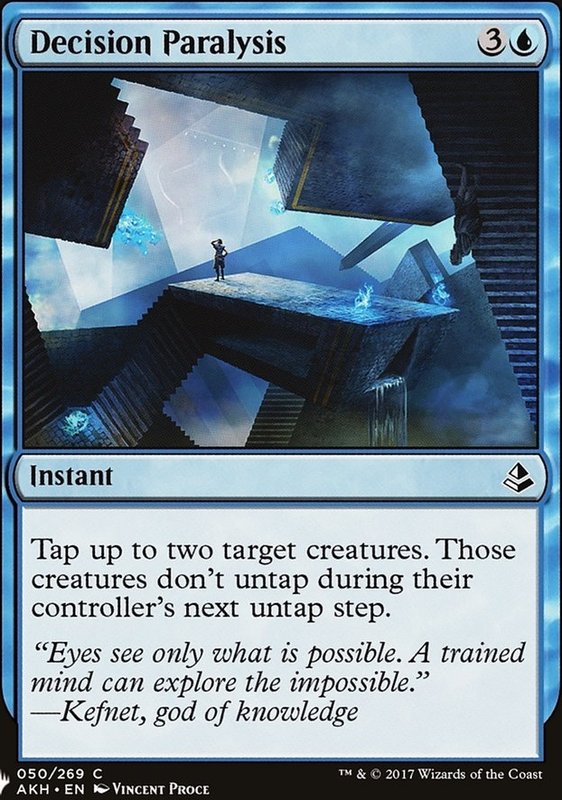 Decision Paralysis 3
Instant
Tap up to two target creatures. Those
creatures don't untap during their
controller's next untap step.
"Eyes see only what is possible. A trained
mind can explore the impossible."
—Kefnet, god of knowledge
050/269 C
AKH • EN Vincent Proce
™ & © 2017 Wizards of the Coast